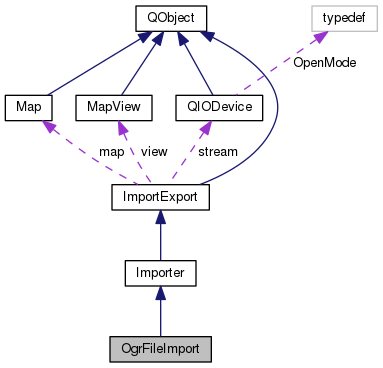 QObject
typedef
OpenMode
Map
MapView
QIODevice
map
view
stream
ImportExport
Importer
OgrFileImport